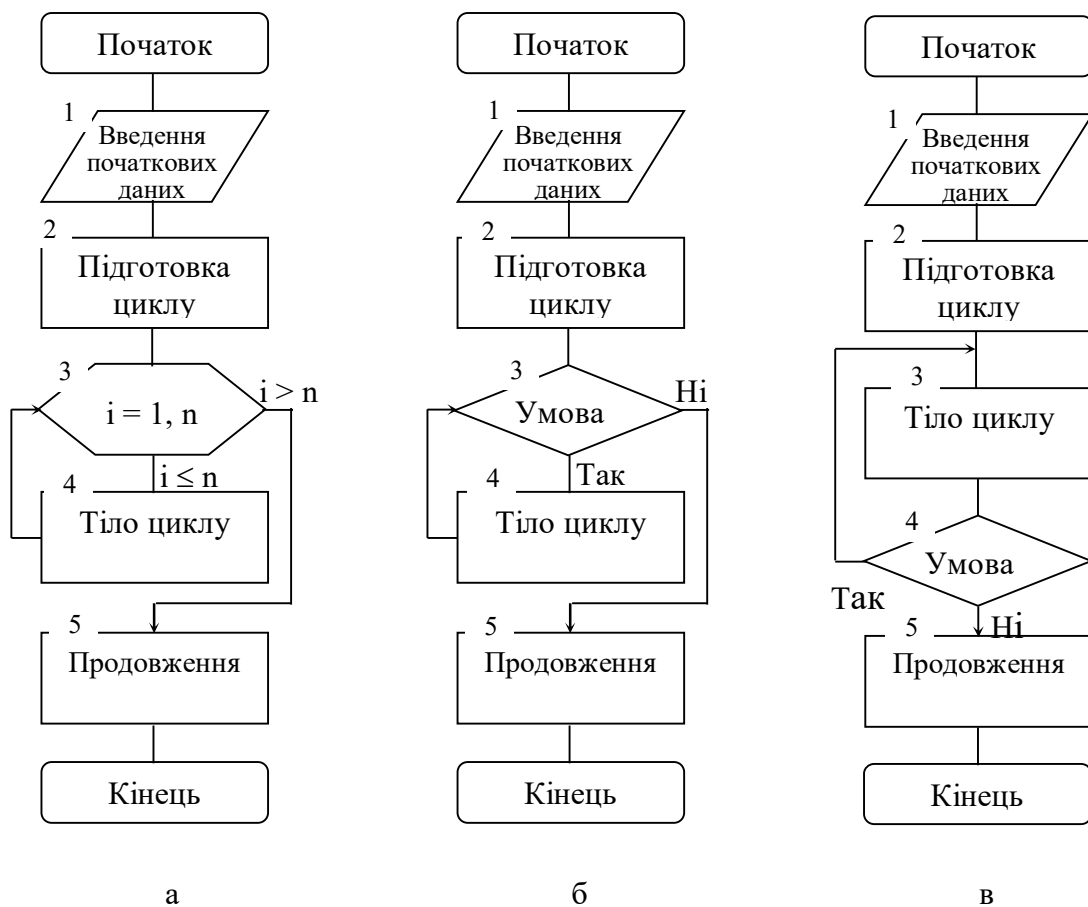 Початок
1
Введення
початкових
даних
2
Підготовка
циклу
3
i = 1, n
i > n
i ≤ n
4
Тіло циклу
5
Продовження
Кінець
а
Початок
1
Введення
початкових
даних
2
Підготовка
циклу
3
Умова
Ні
Так
4
Тіло циклу
5
Продовження
Кінець
б
Початок
1
Введення
початкових
даних
2
Підготовка
циклу
3
Тіло циклу
4
Умова
Так
Ні
5
Продовження
Кінець
в